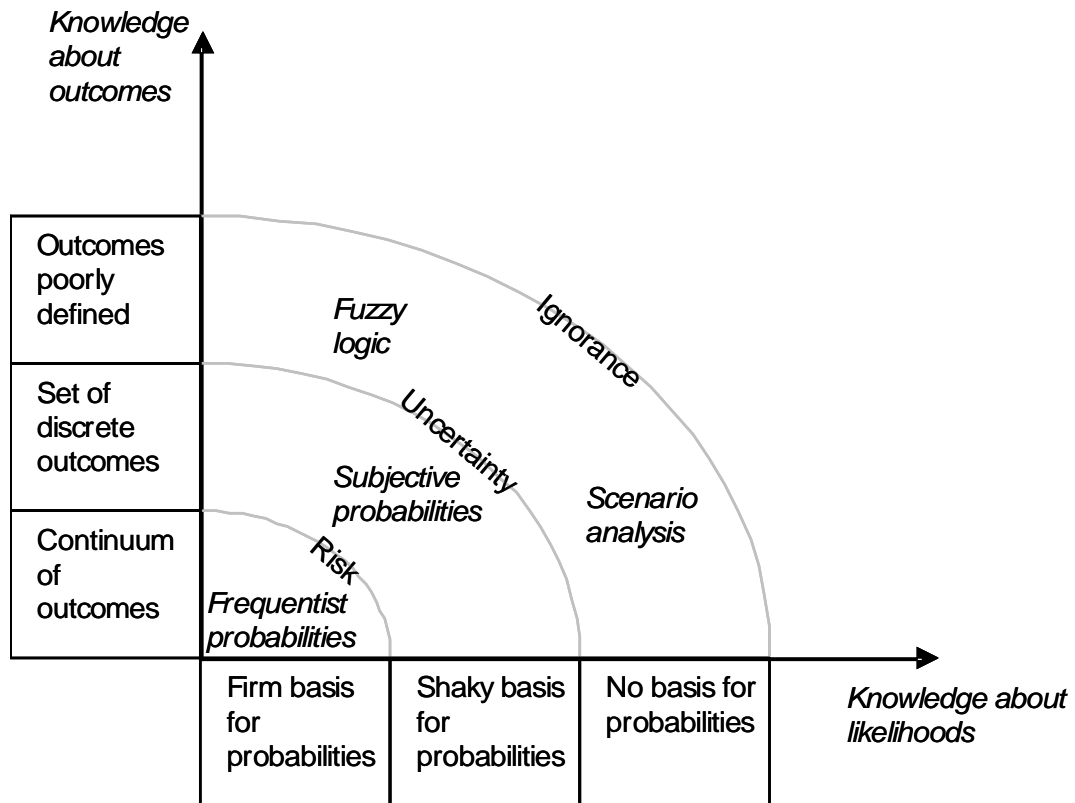 Knowledge
about
outcomes
Outcomes
poorly
defined
Fuzzy
logic
Ignorance
Set of
discrete
outcomes
Uncertainty
Subjective
probabilities
Scenario
analysis
Continuum
of
outcomes
Risk
Frequentist
probabilities
Firm basis
for
probabilities
Shaky basis
for
probabilities
No basis for
probabilities
Knowledge about
likelihoods